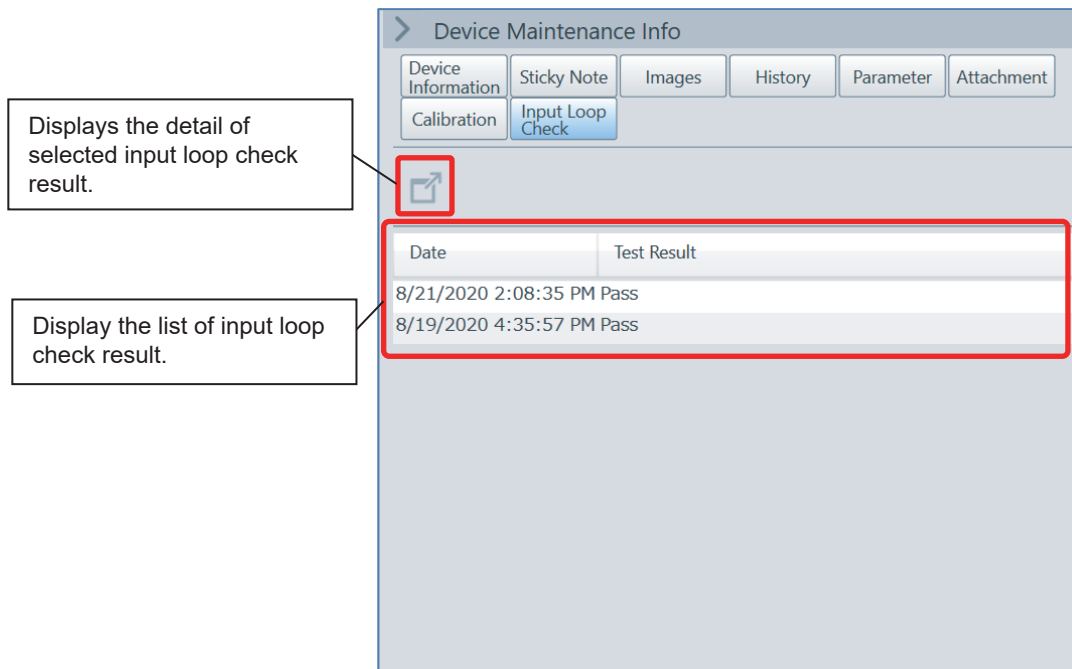 Device Maintenance Info
Device
Information
Sticky Note
Images
History
Parameter
Attachment
Calibration
Input Loop
Check
Displays the detail of
selected input loop check
result.
Date
Test Result
8/21/2020 2:08:35 PM Pass
8/19/2020 4:35:57 PM Pass
Display the list of input loop
check result.